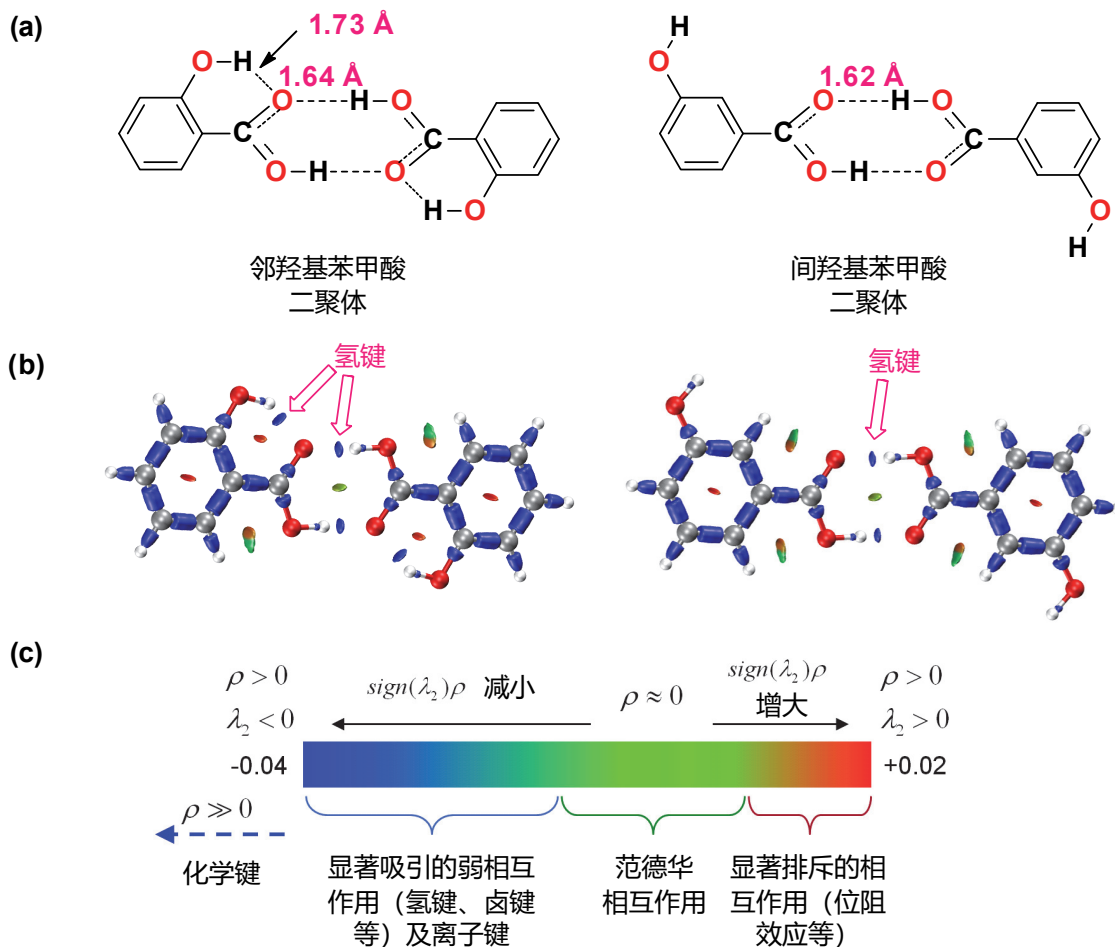 (a)
1.73 Å
1.64 Å
O H
O H O
C C
O H O
H O
邻羟基苯甲酸
二聚体
H
O
1.62 Å
O H O
C C
O H O
O
H
间羟基苯甲酸
二聚体
(b)
氢键
氢键
(c)
ρ > 0
λ₂ < 0
-0.04
sign(λ₂)ρ 减小
ρ ≈ 0
sign(λ₂)ρ
增大
ρ > 0
λ₂ > 0
+0.02
ρ ≫ 0
化学键
显著吸引的弱相互
作用（氢键、卤键
等）及离子键
范德华
相互作用
显著排斥的相
互作用（位阻
效应等）